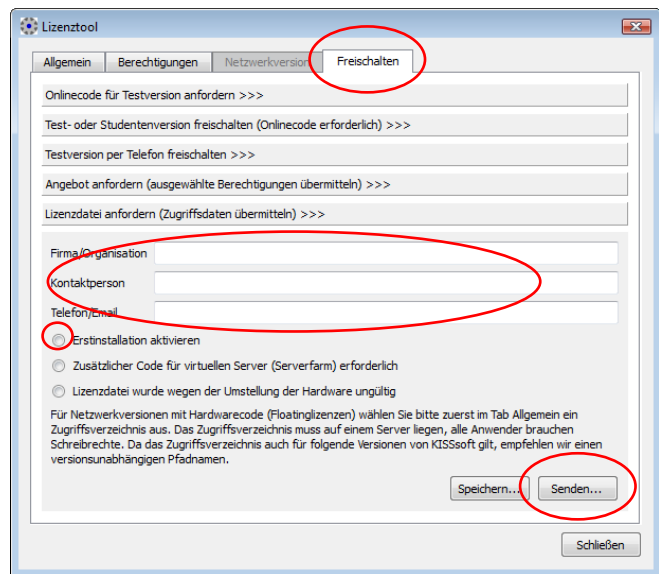 Lizenztool
Allgemein Berechtigungen Netzwerkversion Freischalten
Onlinecode für Testversion anfordern >>>
Test- oder Studentenversion freischalten (Onlinecode erforderlich) >>>
Testversion per Telefon freischalten >>>
Angebot anfordern (ausgewählte Berechtigungen übermitteln) >>>
Lizenzdatei anfordern (Zugriffsdaten übermitteln) >>>
Firma/Organisation
Kontaktperson
Telefon/Email
Erstinstallation aktivieren
Zusätzlicher Code für virtuellen Server (Serverfarm) erforderlich
Lizenzdatei wurde wegen der Umstellung der Hardware ungültig
Für Netzwerkversionen mit Hardwarecode (Floatinglizenzen) wählen Sie bitte zuerst im Tab Allgemein ein
Zugriffsverzeichnis aus. Das Zugriffsverzeichnis muss auf einem Server liegen, alle Anwender brauchen
Schreibrechte. Da das Zugriffsverzeichnis auch für folgende Versionen von KISSsoft gilt, empfehlen wir einen
versionsunabhängigen Pfadnamen.
Speichern... Senden...
Schließen